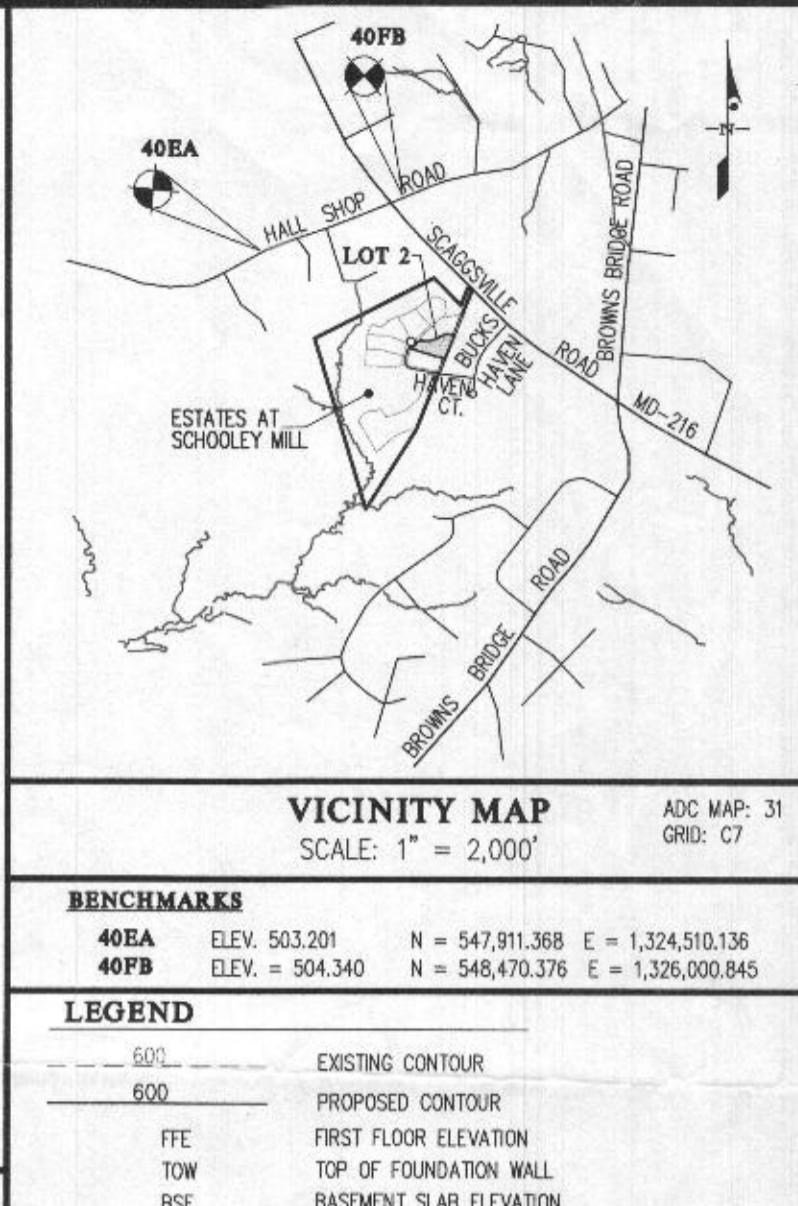 40FB
40EA
N
HALL SHOP ROAD
LOT 2
SCAGGSVILLE ROAD
MD-216
BROWNS BRIDGE ROAD
BUCKS HAVEN LANE
HAVEN CT.
ESTATES AT
SCHOOLEY MILL
BROWNS BRIDGE ROAD
VICINITY MAP
SCALE: 1" = 2,000'
ADC MAP: 31
GRID: C7
BENCHMARKS
40EA ELEV. 503.201 N = 547,911.368 E = 1,324,510.136
40FB ELEV. = 504.340 N = 548,470.376 E = 1,326,000.845
LEGEND
600 EXISTING CONTOUR
600 PROPOSED CONTOUR
FFE FIRST FLOOR ELEVATION
TOW TOP OF FOUNDATION WALL
BSE BASEMENT SLAB ELEVATION